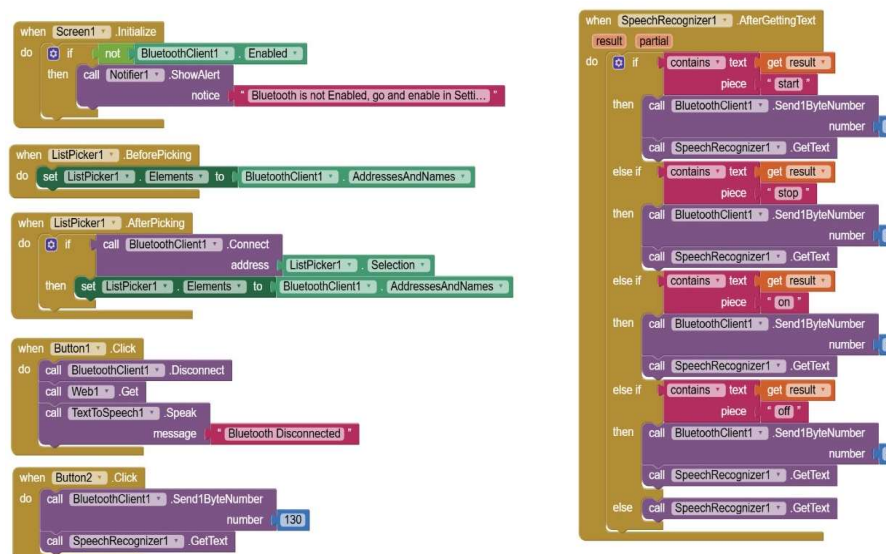 when Screen1 .Initialize
do if not BluetoothClient1 . Enabled
then call Notifier1 .ShowAlert
notice " Bluetooth is not Enabled, go and enable in Setti... "
when ListPicker1 .BeforePicking
do set ListPicker1 . Elements to BluetoothClient1 . AddressesAndNames
when ListPicker1 .AfterPicking
do if call BluetoothClient1 .Connect
address ListPicker1 . Selection
then set ListPicker1 . Elements to BluetoothClient1 . AddressesAndNames
when Button1 .Click
do call BluetoothClient1 .Disconnect
call Web1 .Get
call TextToSpeech1 .Speak
message " Bluetooth Disconnected "
when Button2 .Click
do call BluetoothClient1 .Send1ByteNumber
number 130
call SpeechRecognizer1 .GetText
when SpeechRecognizer1 .AfterGettingText
result partial
do if contains text get result
piece " start "
then call BluetoothClient1 .Send1ByteNumber
number
call SpeechRecognizer1 .GetText
else if contains text get result
piece " stop "
then call BluetoothClient1 .Send1ByteNumber
number
call SpeechRecognizer1 .GetText
else if contains text get result
piece " on "
then call BluetoothClient1 .Send1ByteNumber
number
call SpeechRecognizer1 .GetText
else if contains text get result
piece " off "
then call BluetoothClient1 .Send1ByteNumber
number
call SpeechRecognizer1 .GetText
else call SpeechRecognizer1 .GetText